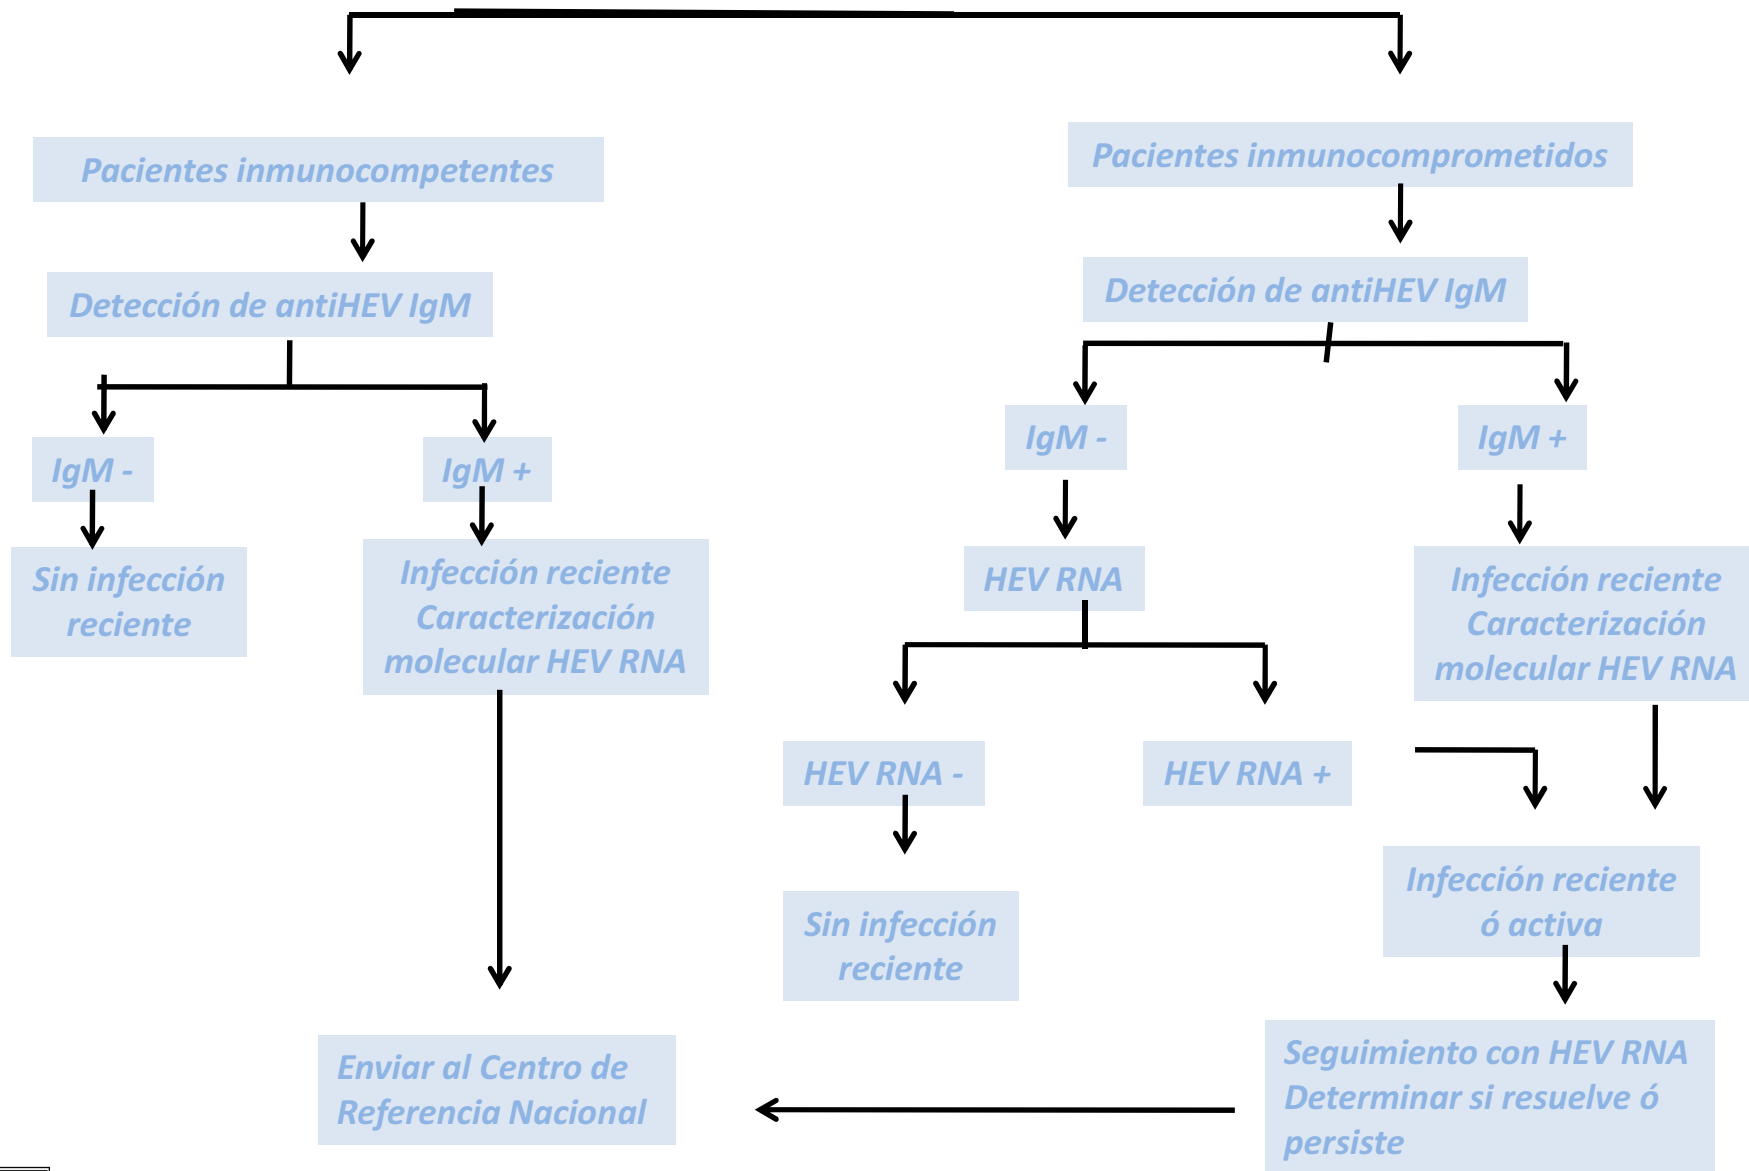 Pacientes inmunocompetentes
Pacientes inmunocomprometidos
Detección de antiHEV IgM
Detección de antiHEV IgM
IgM -
IgM +
IgM -
IgM +
Sin infección
reciente
Infección reciente
Caracterización
molecular HEV RNA
HEV RNA
Infección reciente
Caracterización
molecular HEV RNA
HEV RNA -
HEV RNA +
Sin infección
reciente
Infección reciente
ó activa
Enviar al Centro de
Referencia Nacional
Seguimiento con HEV RNA
Determinar si resuelve ó
persiste